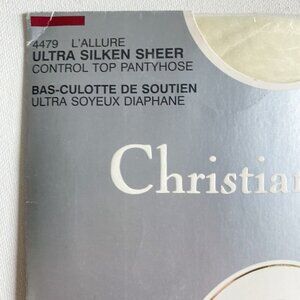 4479 L'ALLURE
ULTRA SILKEN SHEER
CONTROL TOP PANTYHOSE
BAS-CULOTTE DE SOUTIEN
ULTRA SOYEUX DIAPHANE
Christian